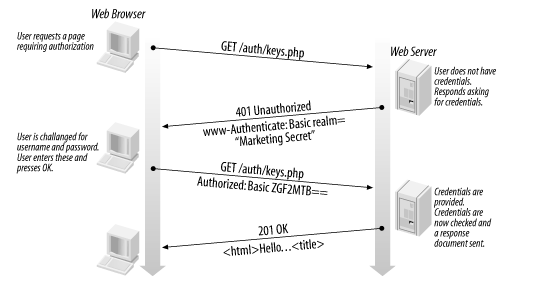 Web Browser
User requests a page
requiring authorization
GET /auth/keys.php
Web Server
User does not have
credentials.
Responds asking
for credentials.
401 Unauthorized
www-Authenticate: Basic realm=
"Marketing Secret"
User is challanged for
username and password.
User enters these and
presses OK.
GET /auth/keys.php
Authorized: Basic ZGF2MTB==
Credentials are
provided.
Credentials are
now checked and
a response
document sent.
201 OK
<html>Hello...<title>